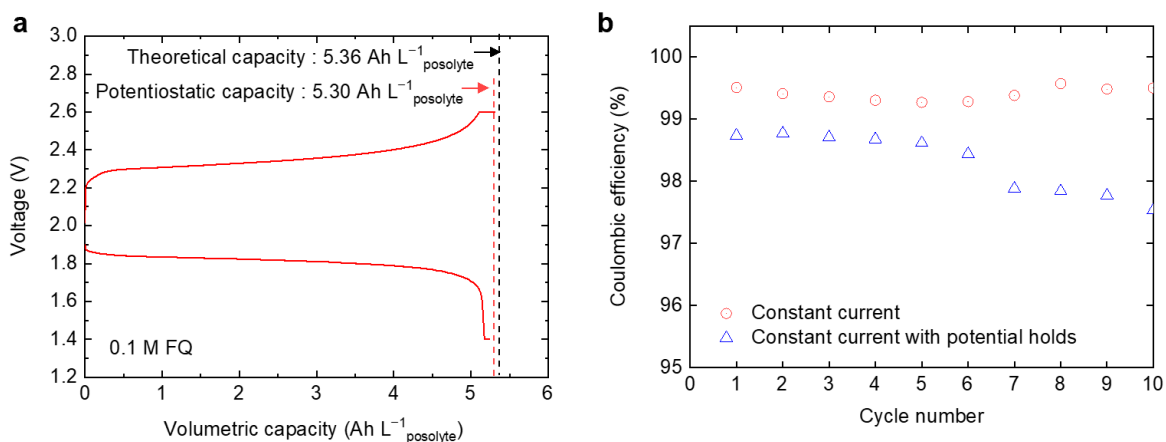 a
3.0
2.8
2.6
2.4
2.2
2.0
1.8
1.6
1.4
1.2
Voltage (V)
Theoretical capacity : 5.36 Ah L⁻¹posolyte
Potentiostatic capacity : 5.30 Ah L⁻¹posolyte
0.1 M FQ
0 1 2 3 4 5 6
Volumetric capacity (Ah L⁻¹posolyte)
b
100
99
98
97
96
95
Coulombic efficiency (%)
Constant current
Constant current with potential holds
0 1 2 3 4 5 6 7 8 9 10
Cycle number